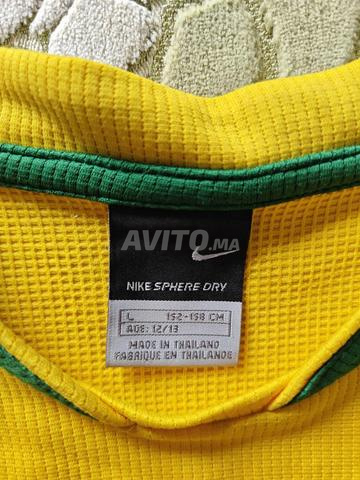 AVITO.MA
NIKE SPHERE DRY
L 152-158 CM
AGE: 12/13
MADE IN THAILAND
FABRIQUE EN THAILANDE